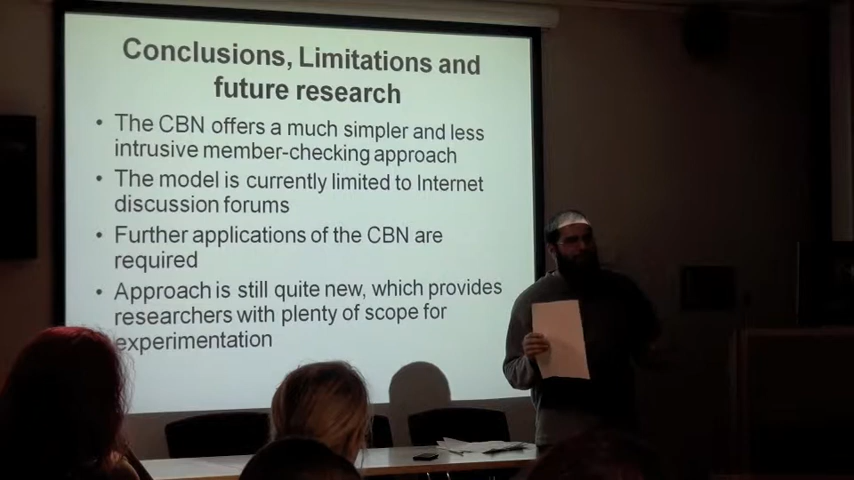 Conclusions, Limitations and
future research
• The CBN offers a much simpler and less
intrusive member-checking approach
• The model is currently limited to Internet
discussion forums
• Further applications of the CBN are
required
• Approach is still quite new, which provides
researchers with plenty of scope for
experimentation